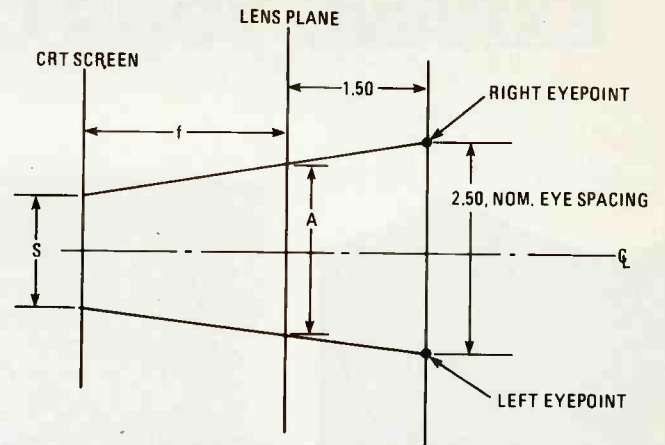 LENS PLANE
CRT SCREEN
1.50
RIGHT EYEPOINT
f
2.50, NOM. EYE SPACING
S
A
℄
LEFT EYEPOINT